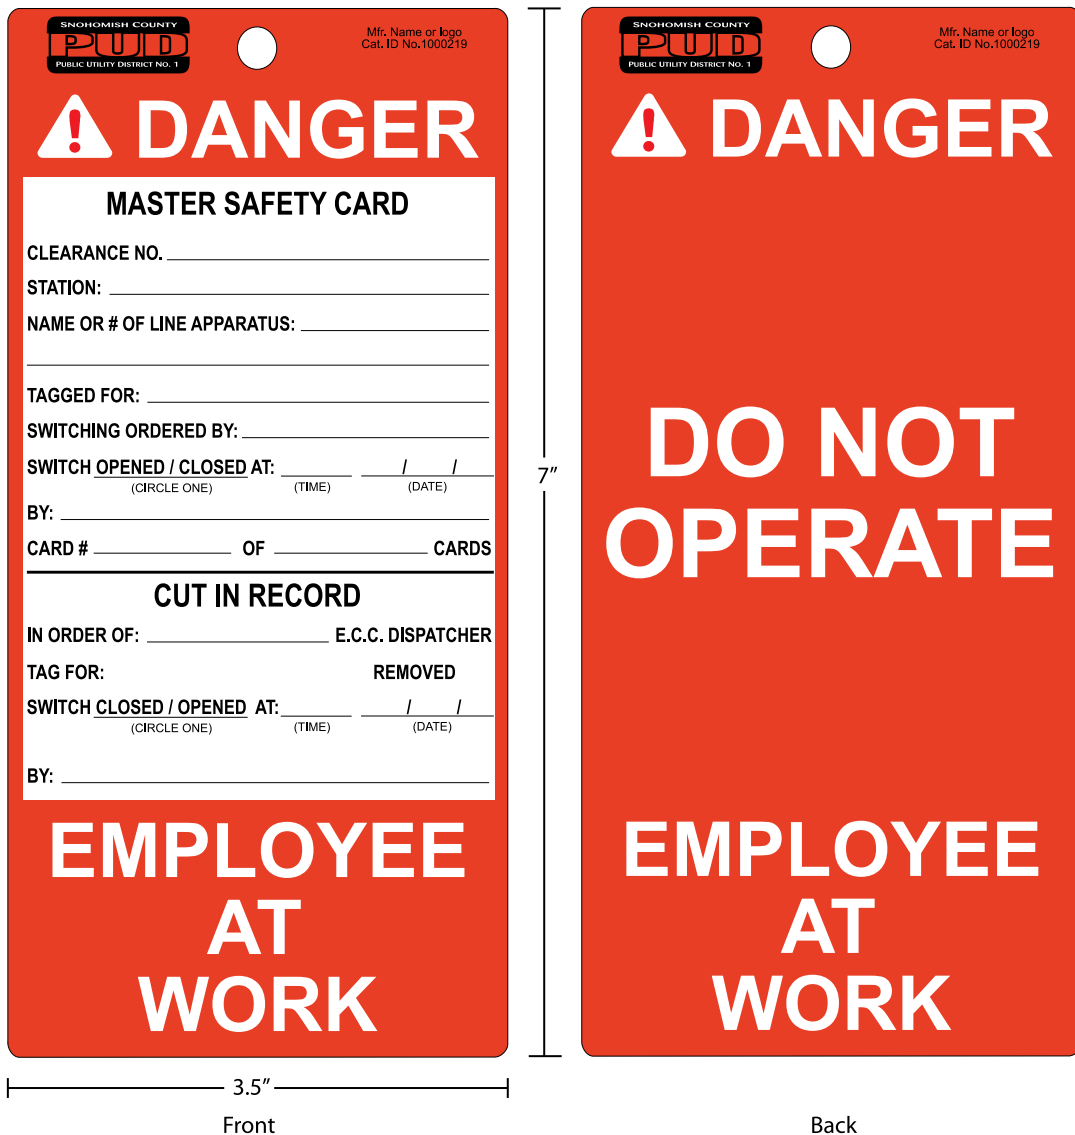 SNOHOMISH COUNTY
PUD
PUBLIC UTILITY DISTRICT NO. 1
Mfr. Name or logo
Cat. ID No.1000219
DANGER
MASTER SAFETY CARD
CLEARANCE NO.
STATION:
NAME OR # OF LINE APPARATUS:
TAGGED FOR:
SWITCHING ORDERED BY:
SWITCH OPENED / CLOSED AT: / /
(CIRCLE ONE) (TIME) (DATE)
BY:
CARD # OF CARDS
CUT IN RECORD
IN ORDER OF: E.C.C. DISPATCHER
TAG FOR: REMOVED
SWITCH CLOSED / OPENED AT: / /
(CIRCLE ONE) (TIME) (DATE)
BY:
EMPLOYEE
AT
WORK
3.5”
Front
7”
SNOHOMISH COUNTY
PUD
PUBLIC UTILITY DISTRICT NO. 1
Mfr. Name or logo
Cat. ID No.1000219
DANGER
DO NOT
OPERATE
EMPLOYEE
AT
WORK
Back